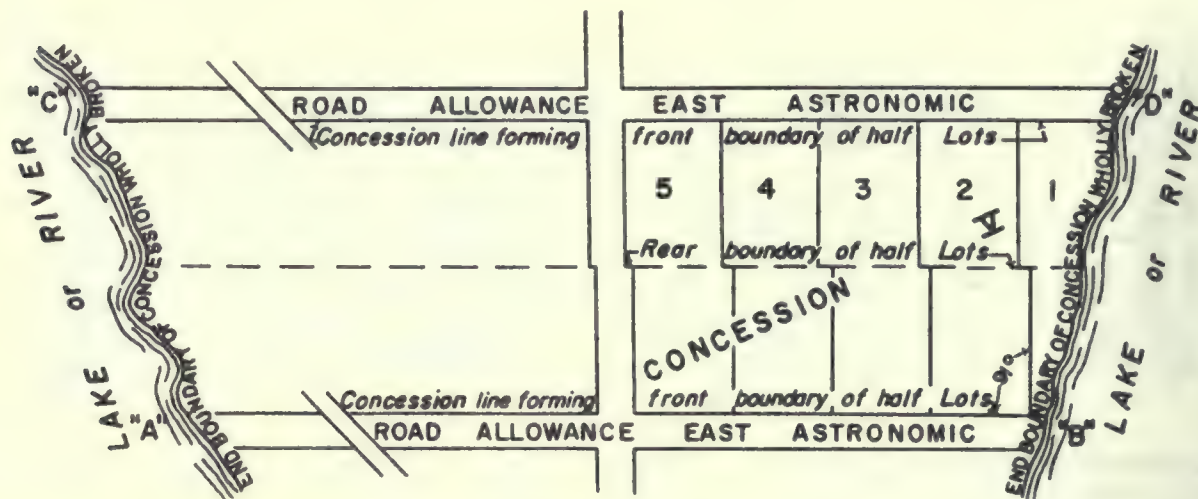 END BOUNDARY OF CONCESSION WHOLLY BROKEN
"C"
LAKE or RIVER
"A"
ROAD ALLOWANCE EAST ASTRONOMIC
Concession line forming front boundary of half Lots
5 4 3 2 1
VI
Rear boundary of half Lots
CONCESSION
91°
Concession line forming front boundary of half Lots
ROAD ALLOWANCE EAST ASTRONOMIC
END BOUNDARY OF CONCESSION WHOLLY BROKEN
"D"
LAKE or RIVER
"B"